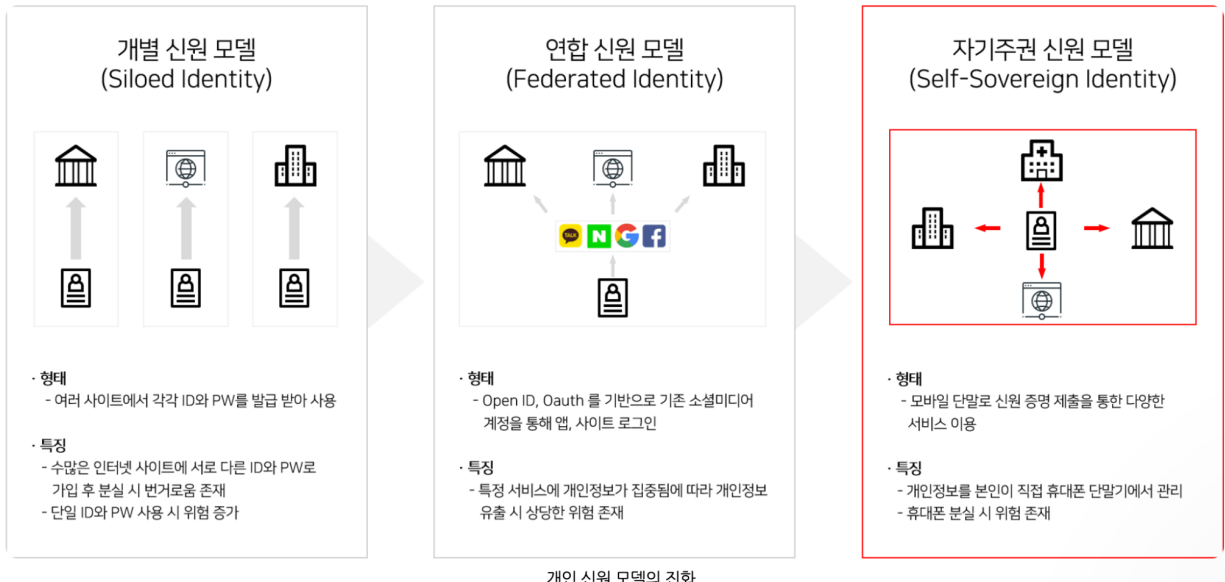 개별 신원 모델
(Siloed Identity)
· 형태
- 여러 사이트에서 각각 ID와 PW를 발급 받아 사용
· 특징
- 수많은 인터넷 사이트에 서로 다른 ID와 PW로
가입 후 분실 시 번거로움 존재
- 단일 ID와 PW 사용 시 위험 증가
연합 신원 모델
(Federated Identity)
TALK
N
· 형태
- Open ID, Oauth 를 기반으로 기존 소셜미디어
계정을 통해 앱, 사이트 로그인
· 특징
- 특정 서비스에 개인정보가 집중됨에 따라 개인정보
유출 시 상당한 위험 존재
자기주권 신원 모델
(Self-Sovereign Identity)
· 형태
- 모바일 단말로 신원 증명 제출을 통한 다양한
서비스 이용
· 특징
- 개인정보를 본인이 직접 휴대폰 단말기에서 관리
- 휴대폰 분실 시 위험 존재
개인 신원 모델의 진화